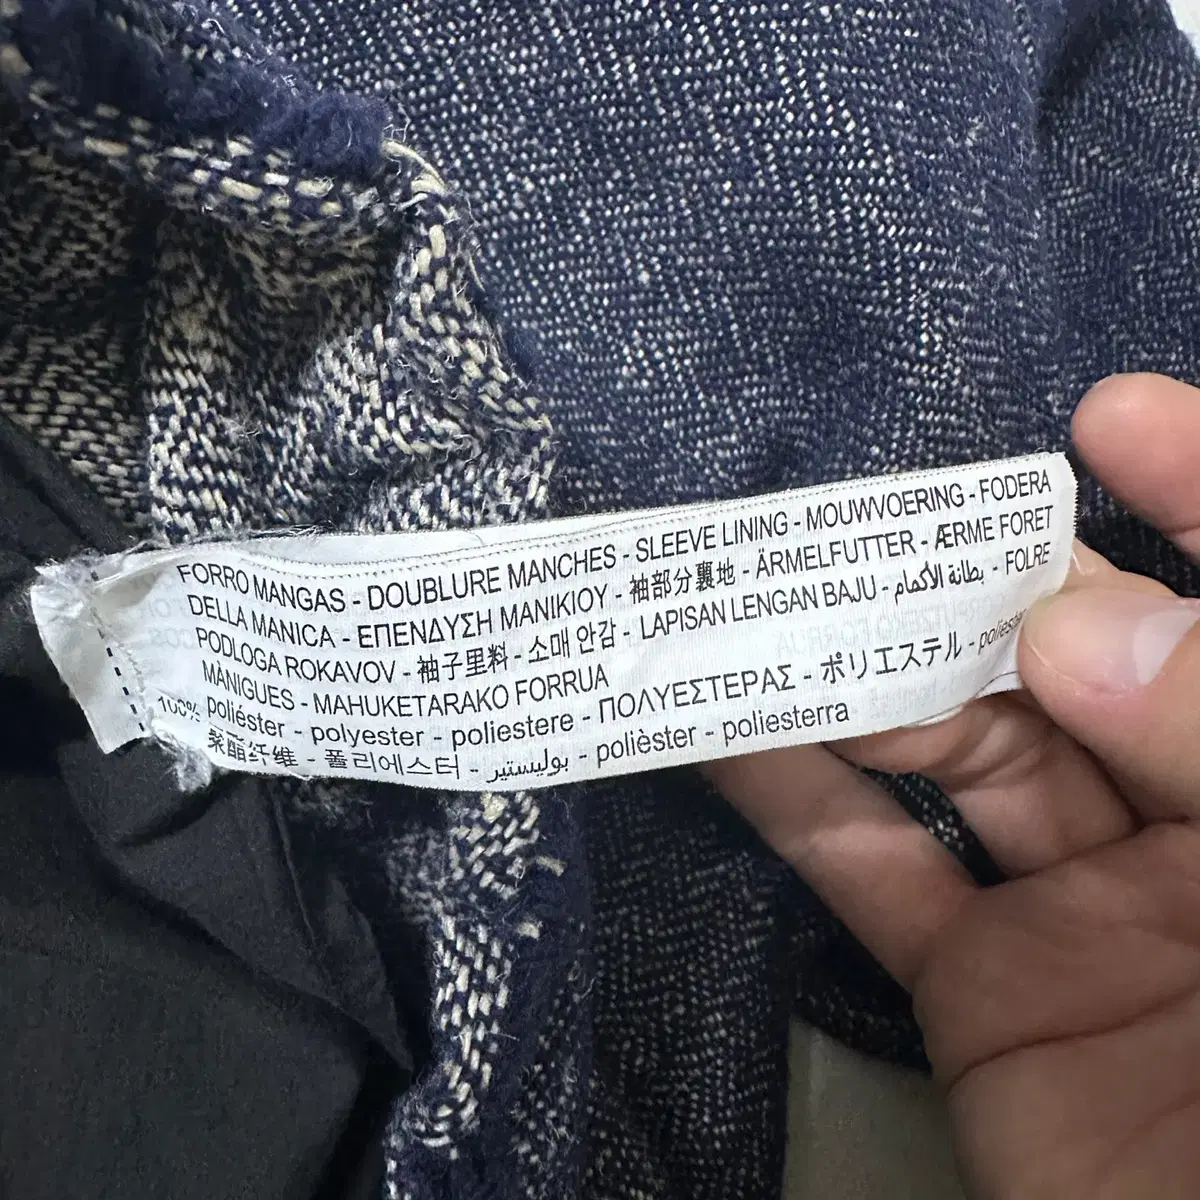 FORRO MANGAS - DOUBLURE MANCHES - SLEEVE LINING - MOUWVOERING - FODERA
DELLA MANICA - ΕΠΕΝΔΥΣΗ ΜΑΝΙΚΙΟΥ - 袖部分裏地 - ÄRMELFUTTER - ÆRME FORET
PODLOGA ROKAVOV - 袖子里料 - 소매 안감 - LAPISAN LENGAN BAJU - بطانة الأكمام - FOLRE
MÀNIGUES - MAHUKETARAKO FORRUA
100% poliéster - polyester - poliestere - ΠΟΛΥΕΣΤΕΡΑΣ - ポリエステル -
聚酯纤维 - 폴리에스터 - بوليستير - polièster - poliesterra